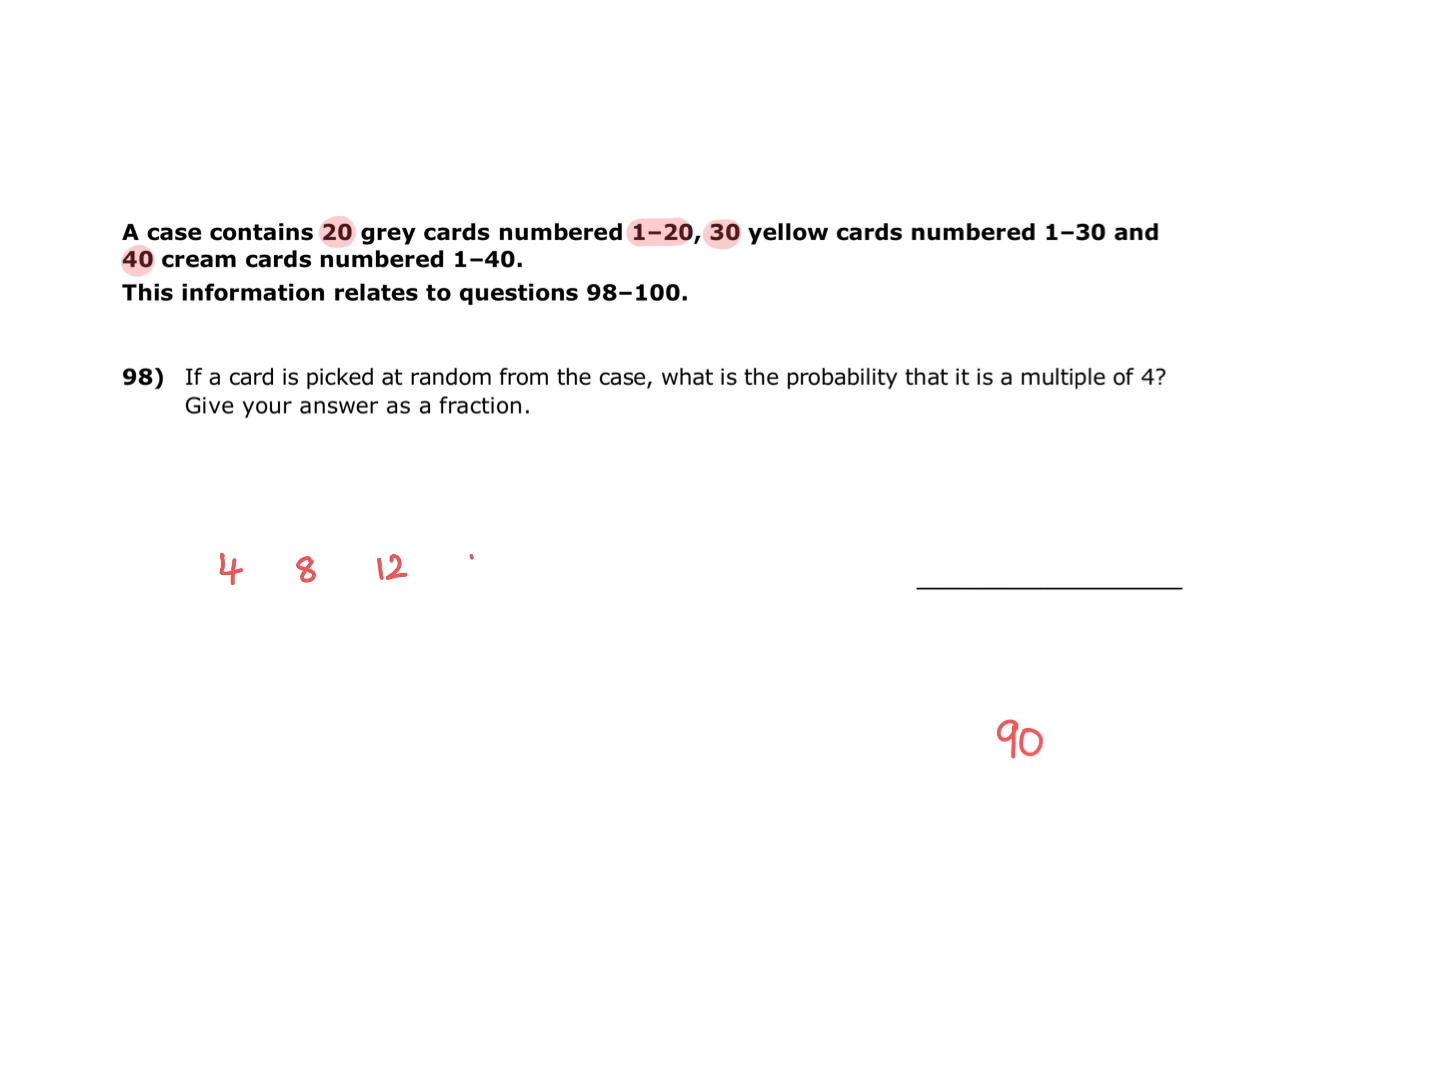 A case contains 20 grey cards numbered 1–20, 30 yellow cards numbered 1–30 and
40 cream cards numbered 1–40.
This information relates to questions 98–100.
98) If a card is picked at random from the case, what is the probability that it is a multiple of 4?
Give your answer as a fraction.
4 8 12
90